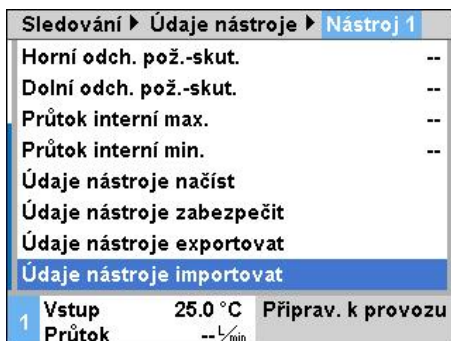 Sledování ▶ Údaje nástroje ▶ Nástroj 1
Horní odch. pož.-skut. --
Dolní odch. pož.-skut. --
Průtok interní max. --
Průtok interní min. --
Údaje nástroje načíst
Údaje nástroje zabezpečit
Údaje nástroje exportovat
Údaje nástroje importovat
1 Vstup 25.0 °C Připrav. k provozu
Průtok -- L/min